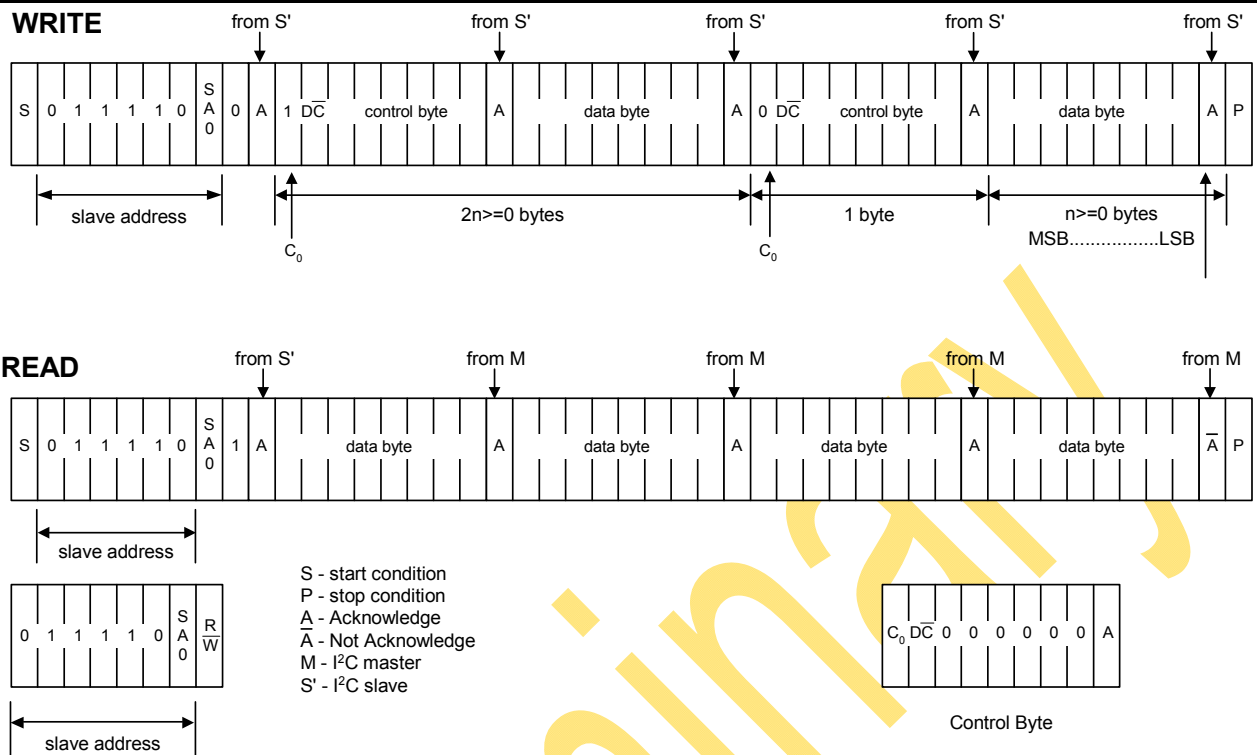 WRITE
from S' from S' from S' from S' from S'
S 0 1 1 1 1 0 SA0 0 A 1 DC̅ control byte A data byte A 0 DC̅ control byte A data byte A P
slave address 2n>=0 bytes 1 byte n>=0 bytes
MSB.................LSB
C₀ C₀
READ
from S' from M from M from M from M
S 0 1 1 1 1 0 SA0 1 A data byte A data byte A data byte A data byte A̅ P
slave address
S - start condition
P - stop condition
A - Acknowledge
A̅ - Not Acknowledge
M - I²C master
S' - I²C slave
0 1 1 1 1 0 SA0 R/W̅
slave address
C₀ DC̅ 0 0 0 0 0 0 A
Control Byte